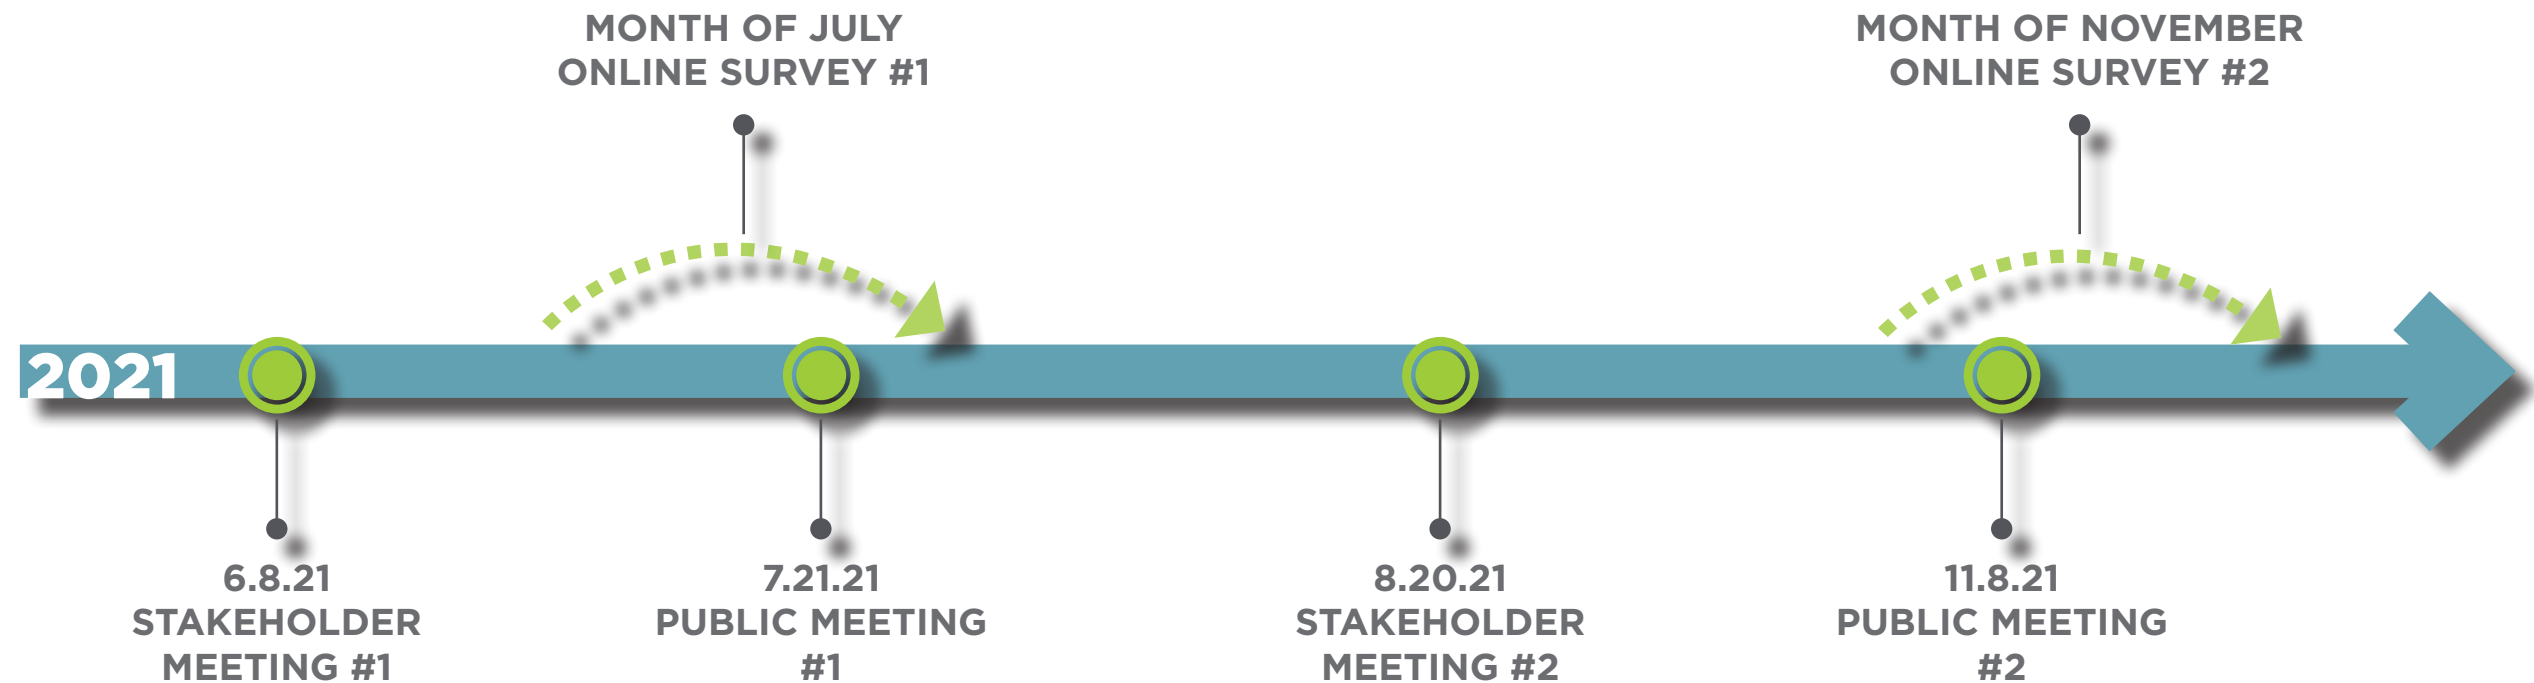 MONTH OF JULY
ONLINE SURVEY #1
MONTH OF NOVEMBER
ONLINE SURVEY #2
2021
6.8.21
STAKEHOLDER
MEETING #1
7.21.21
PUBLIC MEETING
#1
8.20.21
STAKEHOLDER
MEETING #2
11.8.21
PUBLIC MEETING
#2